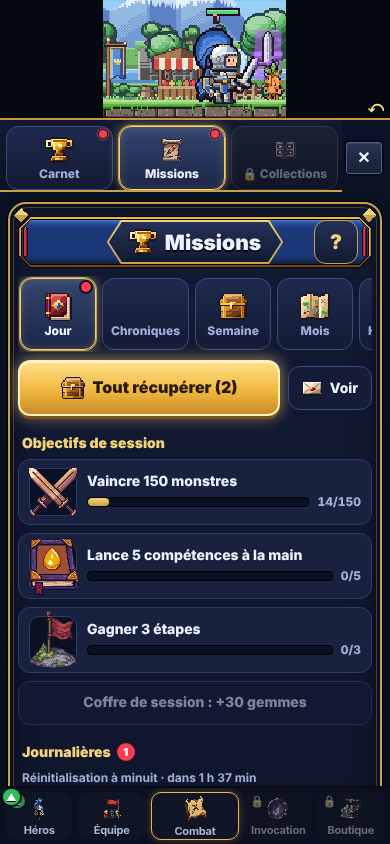 Carnet
Missions
Collections
Missions
?
Jour
Chroniques
Semaine
Mois
Tout récupérer (2)
Voir
Objectifs de session
Vaincre 150 monstres
14/150
Lance 5 compétences à la main
0/5
Gagner 3 étapes
0/3
Coffre de session : +30 gemmes
Journalières 1
Réinitialisation à minuit · dans 1 h 37 min
Héros
Équipe
Combat
Invocation
Boutique